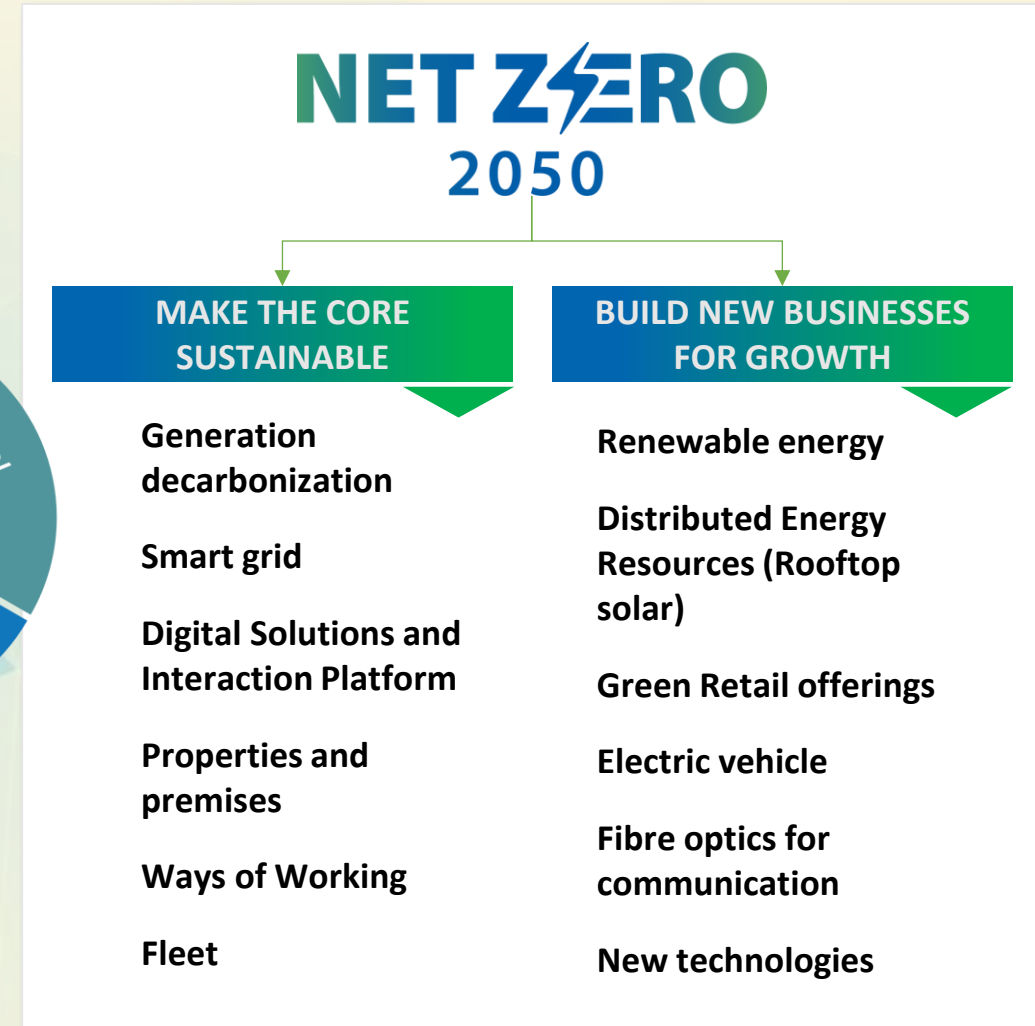 NET ZERO
2050
MAKE THE CORE
SUSTAINABLE
Generation
decarbonization
Smart grid
Digital Solutions and
Interaction Platform
Properties and
premises
Ways of Working
Fleet
BUILD NEW BUSINESSES
FOR GROWTH
Renewable energy
Distributed Energy
Resources (Rooftop
solar)
Green Retail offerings
Electric vehicle
Fibre optics for
communication
New technologies